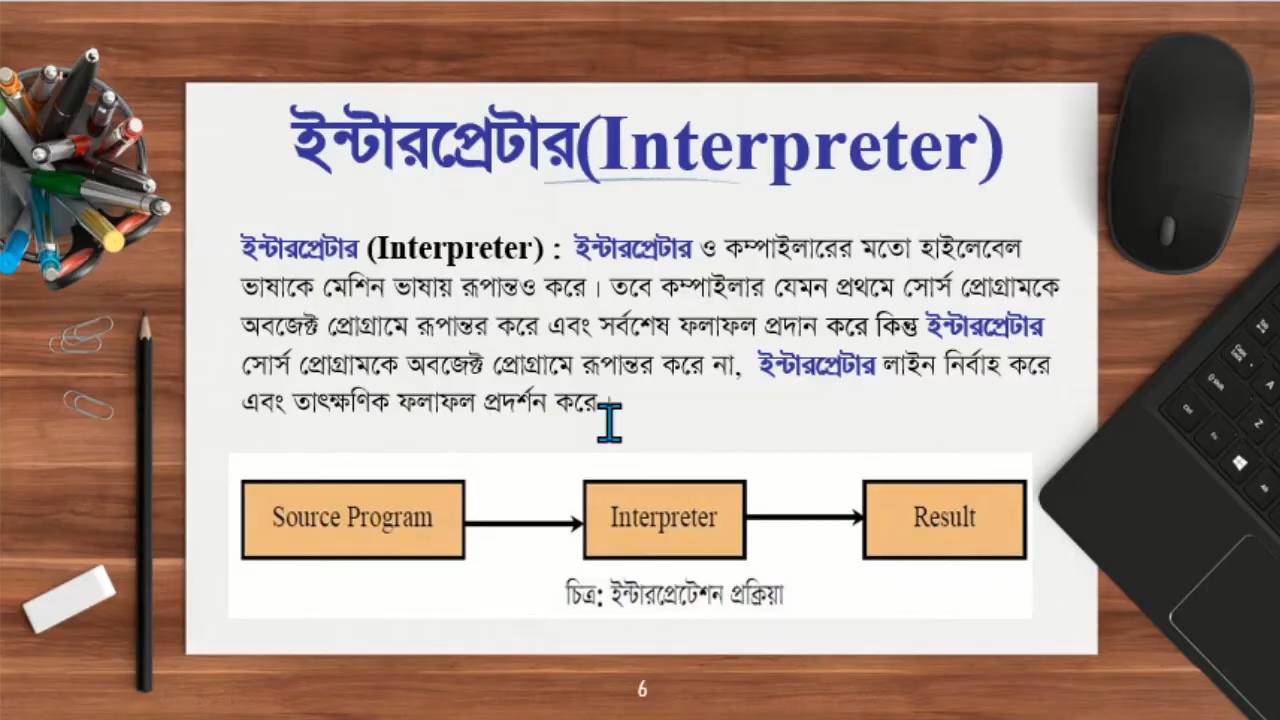 ইন্টারপ্রেটার(Interpreter)
ইন্টারপ্রেটার (Interpreter) : ইন্টারপ্রেটার ও কম্পাইলারের মতো হাইলেবেল
ভাষাকে মেশিন ভাষায় রূপান্তও করে। তবে কম্পাইলার যেমন প্রথমে সোর্স প্রোগ্রামকে
অবজেক্ট প্রোগ্রামে রূপান্তর করে এবং সর্বশেষ ফলাফল প্রদান করে কিন্তু ইন্টারপ্রেটার
সোর্স প্রোগ্রামকে অবজেক্ট প্রোগ্রামে রূপান্তর করে না, ইন্টারপ্রেটার লাইন নির্বাহ করে
এবং তাৎক্ষণিক ফলাফল প্রদর্শন করে।
Source Program Interpreter Result
চিত্র: ইন্টারপ্রেটেশন প্রক্রিয়া
6